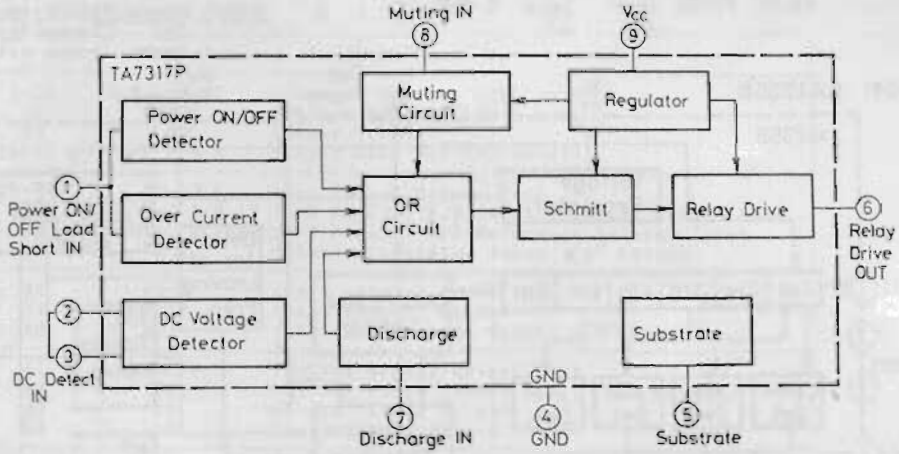 Muting IN
8
Vcc
9
TA7317P
Power ON/OFF
Detector
Muting
Circuit
Regulator
1
Power ON/
OFF Load
Short IN
Over Current
Detector
OR
Circuit
Schmitt
Relay Drive
6
Relay
Drive
OUT
2
3
DC Detect
IN
DC Voltage
Detector
Discharge
Substrate
GND
7
Discharge IN
4
GND
5
Substrate